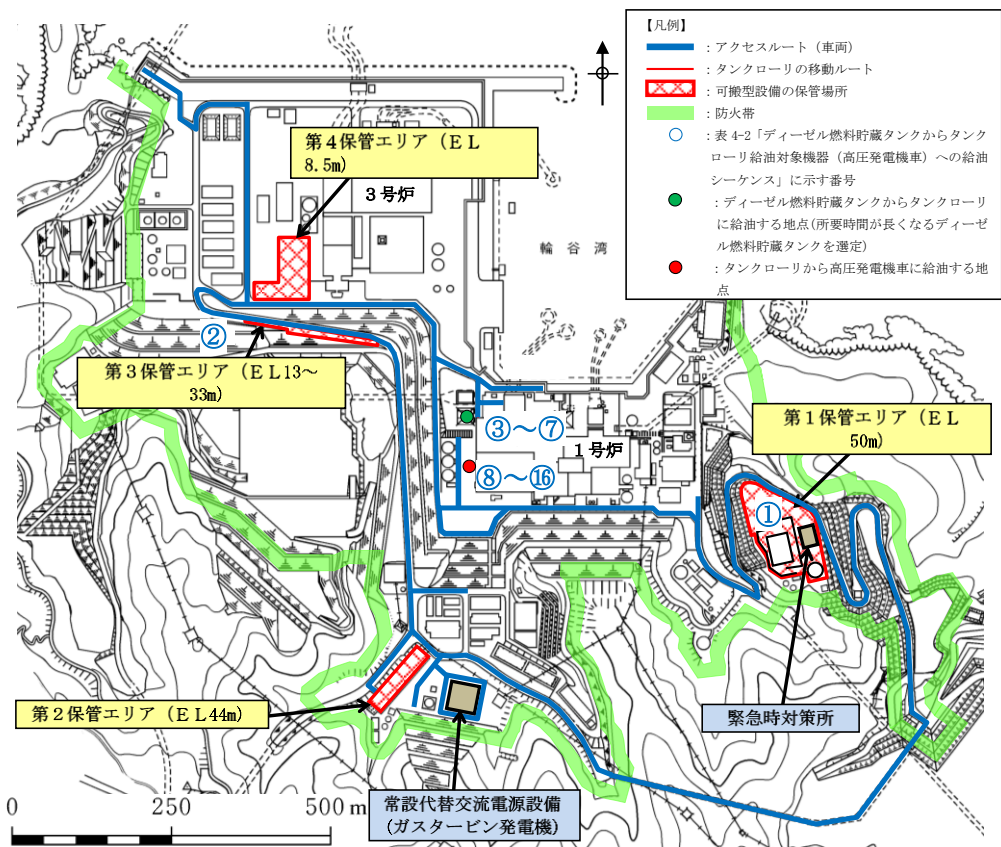 【凡例】
：アクセスルート（車両）
：タンクローリの移動ルート
：可搬型設備の保管場所
：防火帯
：表 4-2「ディーゼル燃料貯蔵タンクからタンク
ローリ給油対象機器（高圧発電機車）への給油
シーケンス」に示す番号
：ディーゼル燃料貯蔵タンクからタンクローリ
に給油する地点(所要時間が長くなるディーゼ
ル燃料貯蔵タンクを選定)
：タンクローリから高圧発電機車に給油する地
点
第４保管エリア（ＥＬ
8.5m）
３号炉
輪谷湾
②
第３保管エリア（ＥＬ13～
33m）
③～⑦
１号炉
⑧～⑯
第１保管エリア（ＥＬ
50m）
①
第２保管エリア（ＥＬ44m）
緊急時対策所
常設代替交流電源設備
(ガスタービン発電機)
0 250 500 m